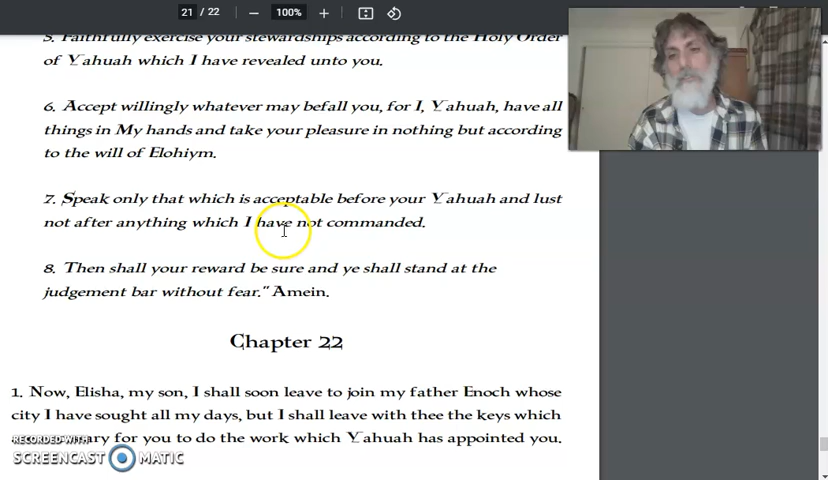 21 / 22
100%
5. Faithfully exercise your stewardships according to the Holy Order
of Yahuah which I have revealed unto you.
6. Accept willingly whatever may befall you, for I, Yahuah, have all
things in My hands and take your pleasure in nothing but according
to the will of Elohiym.
7. Speak only that which is acceptable before your Yahuah and lust
not after anything which I have not commanded.
8. Then shall your reward be sure and ye shall stand at the
judgement bar without fear." Amein.
Chapter 22
1. Now, Elisha, my son, I shall soon leave to join my father Enoch whose
city I have sought all my days, but I shall leave with thee the keys which
for you to do the work which Yahuah has appointed you.
RECORDED WITH
SCREENCAST MATIC